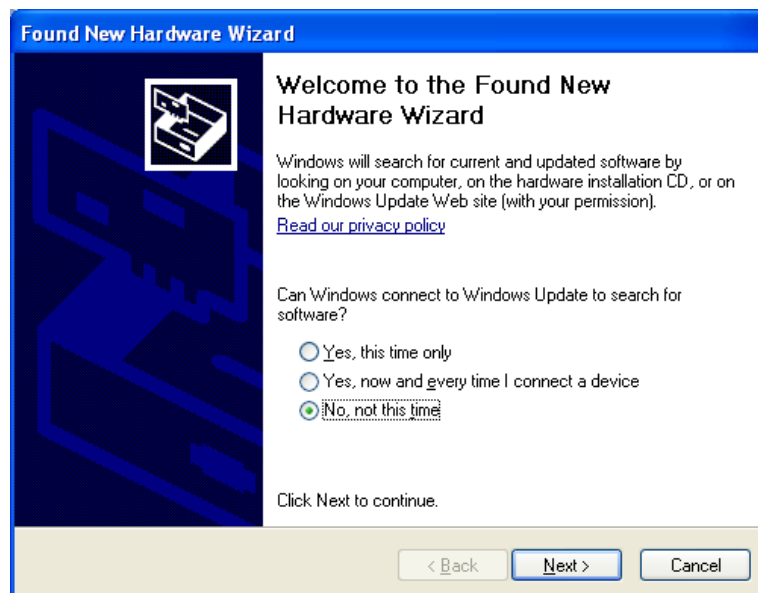 Found New Hardware Wizard
Welcome to the Found New
Hardware Wizard
Windows will search for current and updated software by
looking on your computer, on the hardware installation CD, or on
the Windows Update Web site (with your permission).
Read our privacy policy
Can Windows connect to Windows Update to search for
software?
Yes, this time only
Yes, now and every time I connect a device
No, not this time
Click Next to continue.
< Back
Next >
Cancel